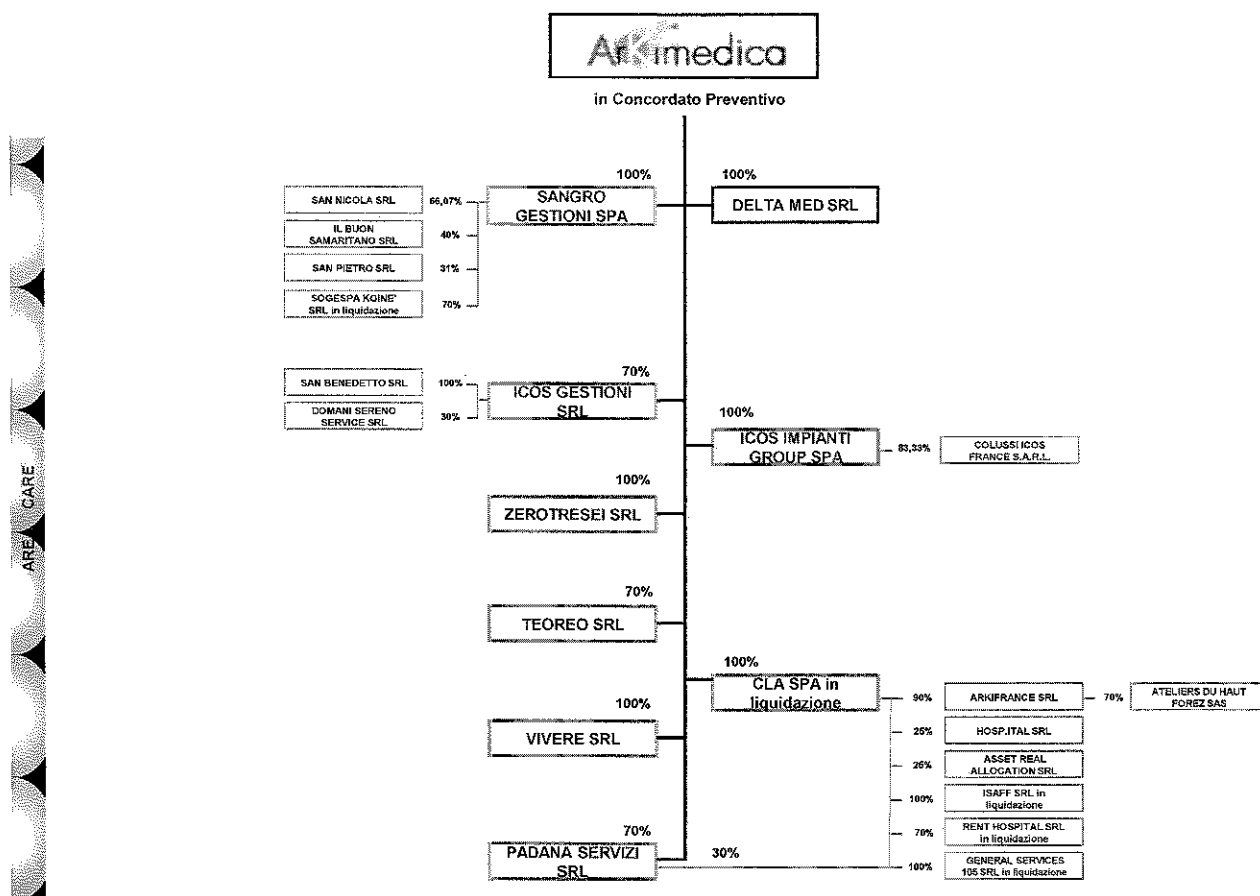 Arkimedica
in Concordato Preventivo
100%
100%
SAN NICOLA SRL
66,07%
SANGRO
GESTIONI SPA
DELTA MED SRL
IL BUON
SAMARITANO SRL
40%
SAN PIETRO SRL
31%
SOGESPA KOINE'
SRL in liquidazione
70%
70%
SAN BENEDETTO SRL
100%
ICOS GESTIONI
SRL
DOMANI SERENO
SERVICE SRL
30%
100%
ICOS IMPIANTI
GROUP SPA
83,33%
COLUSSI ICOS
FRANCE S.A.R.L.
100%
ZEROTRESEI SRL
AREA CARE
70%
TEOREO SRL
100%
CLA SPA in
liquidazione
90%
ARKIFRANCE SRL
70%
ATELIERS DU HAUT
FOREZ SAS
100%
VIVERE SRL
25%
HOSP.ITAL SRL
25%
ASSET REAL
ALLOCATION SRL
100%
ISAFF SRL in
liquidazione
70%
RENT HOSPITAL SRL
in liquidazione
70%
PADANA SERVIZI
SRL
30%
100%
GENERAL SERVICES
105 SRL in liquidazione